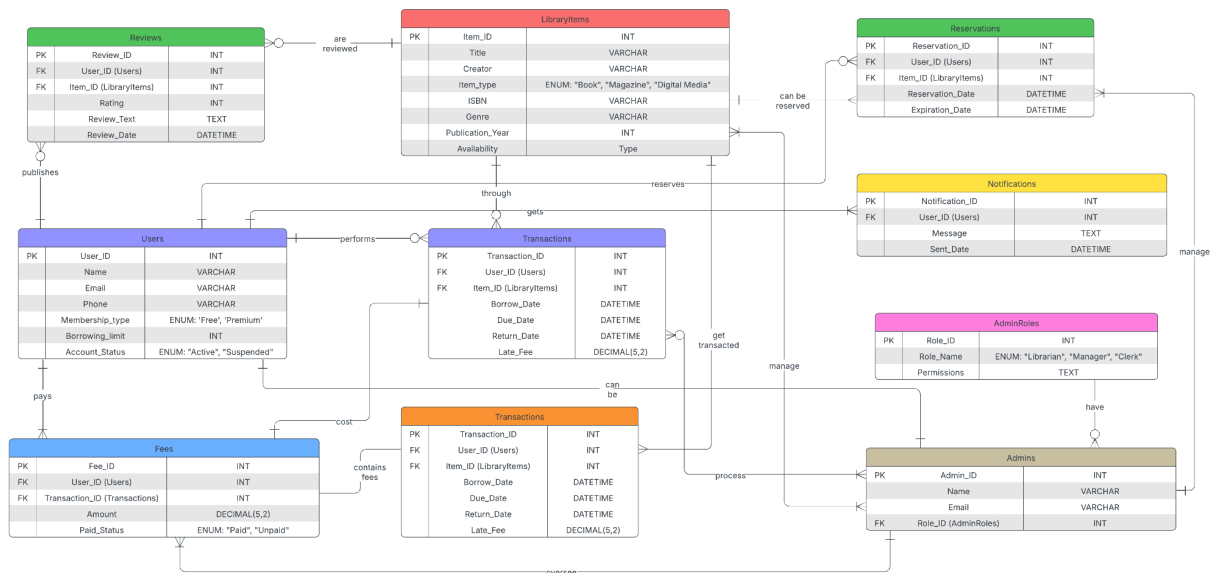 Reviews
PK Review_ID INT
FK User_ID (Users) INT
FK Item_ID (LibraryItems) INT
Rating INT
Review_Text TEXT
Review_Date DATETIME
are
reviewed
LibraryItems
PK Item_ID INT
Title VARCHAR
Creator VARCHAR
Item_type ENUM: "Book", "Magazine", "Digital Media"
ISBN VARCHAR
Genre VARCHAR
Publication_Year INT
Availability Type
can be
reserved
Reservations
PK Reservation_ID INT
FK User_ID (Users) INT
FK Item_ID (LibraryItems) INT
Reservation_Date DATETIME
Expiration_Date DATETIME
publishes
through
reserves
gets
Notifications
PK Notification_ID INT
FK User_ID (Users) INT
Message TEXT
Sent_Date DATETIME
manage
Users
PK User_ID INT
Name VARCHAR
Email VARCHAR
Phone VARCHAR
Membership_type ENUM: 'Free', 'Premium'
Borrowing_limit INT
Account_Status ENUM: "Active", "Suspended"
performs
Transactions
PK Transaction_ID INT
FK User_ID (Users) INT
FK Item_ID (LibraryItems) INT
Borrow_Date DATETIME
Due_Date DATETIME
Return_Date DATETIME
Late_Fee DECIMAL(5,2)
get
transacted
manage
AdminRoles
PK Role_ID INT
Role_Name ENUM: "Librarian", "Manager", "Clerk"
Permissions TEXT
pays
can
be
have
cost
Fees
PK Fee_ID INT
FK User_ID (Users) INT
FK Transaction_ID (Transactions) INT
Amount DECIMAL(5,2)
Paid_Status ENUM: "Paid", "Unpaid"
contains
fees
Transactions
PK Transaction_ID INT
FK User_ID (Users) INT
FK Item_ID (LibraryItems) INT
Borrow_Date DATETIME
Due_Date DATETIME
Return_Date DATETIME
Late_Fee DECIMAL(5,2)
process
Admins
PK Admin_ID INT
Name VARCHAR
Email VARCHAR
FK Role_ID (AdminRoles) INT